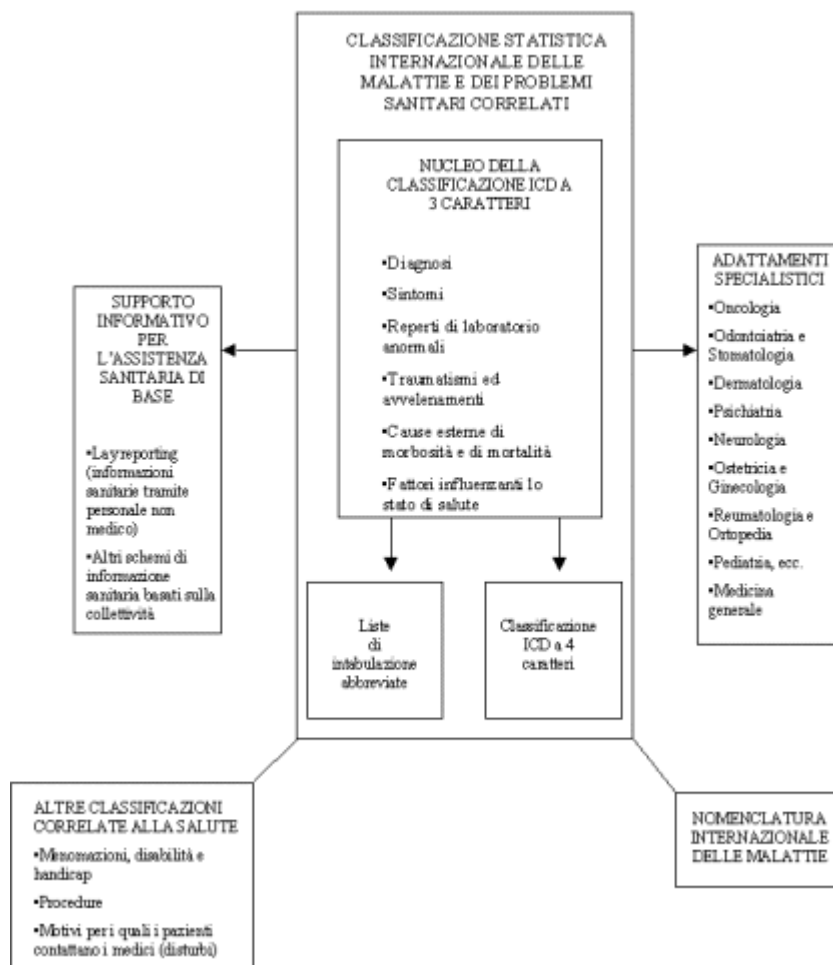 CLASSIFICAZIONE STATISTICA
INTERNAZIONALE DELLE
MALATTIE E DEI PROBLEMI
SANITARI CORRELATI
NUCLEO DELLA
CLASSIFICAZIONE ICD A
3 CARATTERI
•Diagnosi
•Sintomi
•Reperti di laboratorio
anormali
•Traumatismi ed
avvelenamenti
•Cause esterne di
morbosità e di mortalità
•Fattori influenzanti lo
stato di salute
SUPPORTO
INFORMATIVO
PER
L'ASSISTENZA
SANITARIA DI
BASE
•Lay reporting
(informazioni
sanitarie tramite
personale non
medico)
•Altri schemi di
informazione
sanitaria basati sulla
collettività
ADATTAMENTI
SPECIALISTICI
•Oncologia
•Odontoiatria e
Stomatologia
•Dermatologia
•Psichiatria
•Neurologia
•Ostetricia e
Ginecologia
•Reumatologia e
Ortopedia
•Pediatria, ecc.
•Medicina
generale
Liste
di
intabulazione
abbreviate
Classificazione
ICD a 4
caratteri
ALTRE CLASSIFICAZIONI
CORRELATE ALLA SALUTE
•Menomazioni, disabilità e
handicap
•Procedure
•Motivi per i quali i pazienti
contattano i medici (disturbi)
NOMENCLATURA
INTERNAZIONALE
DELLE MALATTIE